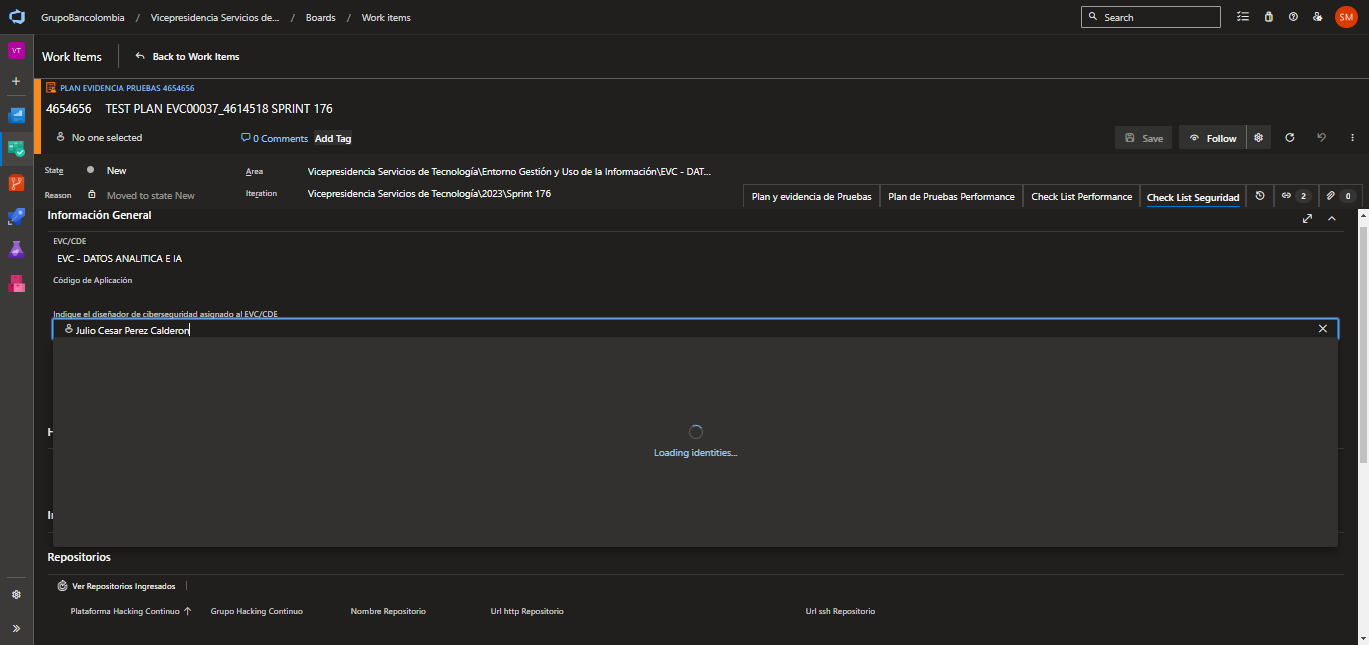 GrupoBancolombia / Vicepresidencia Servicios de... / Boards / Work items
Search
SM
VT
Work Items
Back to Work Items
PLAN EVIDENCIA PRUEBAS 4654656
4654656 TEST PLAN EVC00037_4614518 SPRINT 176
No one selected
0 Comments
Add Tag
Save
Follow
State
New
Area
Vicepresidencia Servicios de Tecnología\Entorno Gestión y Uso de la Información\EVC - DAT...
Reason
Moved to state New
Iteration
Vicepresidencia Servicios de Tecnología\2023\Sprint 176
Plan y evidencia de Pruebas
Plan de Pruebas Performance
Check List Performance
Check List Seguridad
2
0
Información General
EVC/CDE
EVC - DATOS ANALITICA E IA
Código de Aplicación
Indique el diseñador de ciberseguridad asignado al EVC/CDE
Julio Cesar Perez Calderon
Loading identities...
Repositorios
Ver Repositorios Ingresados
Plataforma Hacking Continuo
Grupo Hacking Continuo
Nombre Repositorio
Url http Repositorio
Url ssh Repositorio